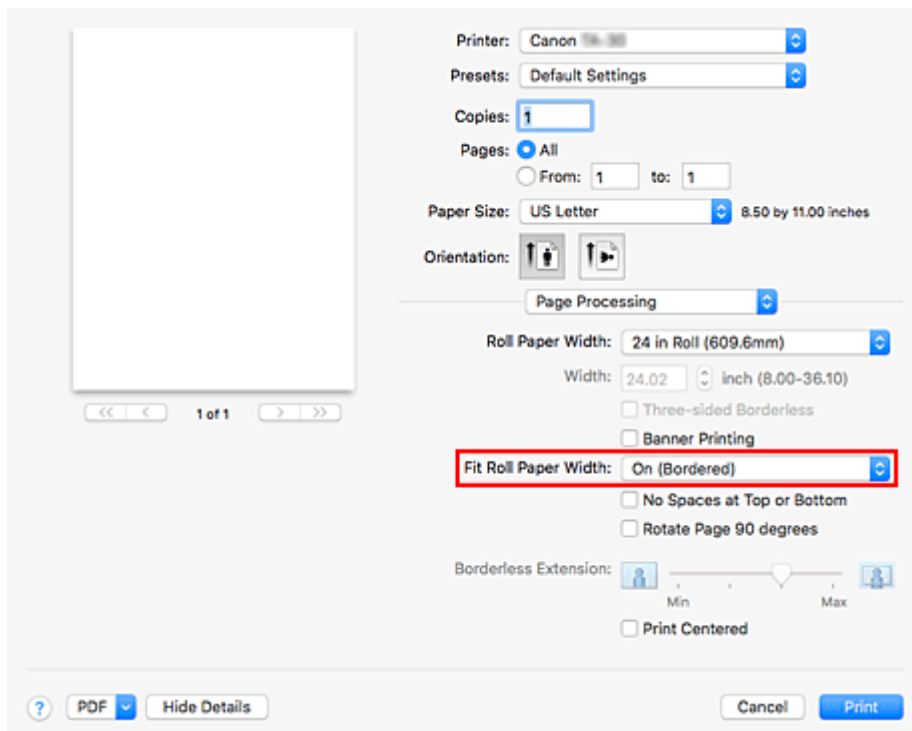 Printer: Canon
Presets: Default Settings
Copies: 1
Pages: All
From: 1 to: 1
Paper Size: US Letter 8.50 by 11.00 inches
Orientation:
Page Processing
Roll Paper Width: 24 in Roll (609.6mm)
Width: 24.02 inch (8.00-36.10)
<< < 1 of 1 > >>
Three-sided Borderless
Banner Printing
Fit Roll Paper Width: On (Bordered)
No Spaces at Top or Bottom
Rotate Page 90 degrees
Borderless Extension:
Min Max
Print Centered
? PDF Hide Details Cancel Print